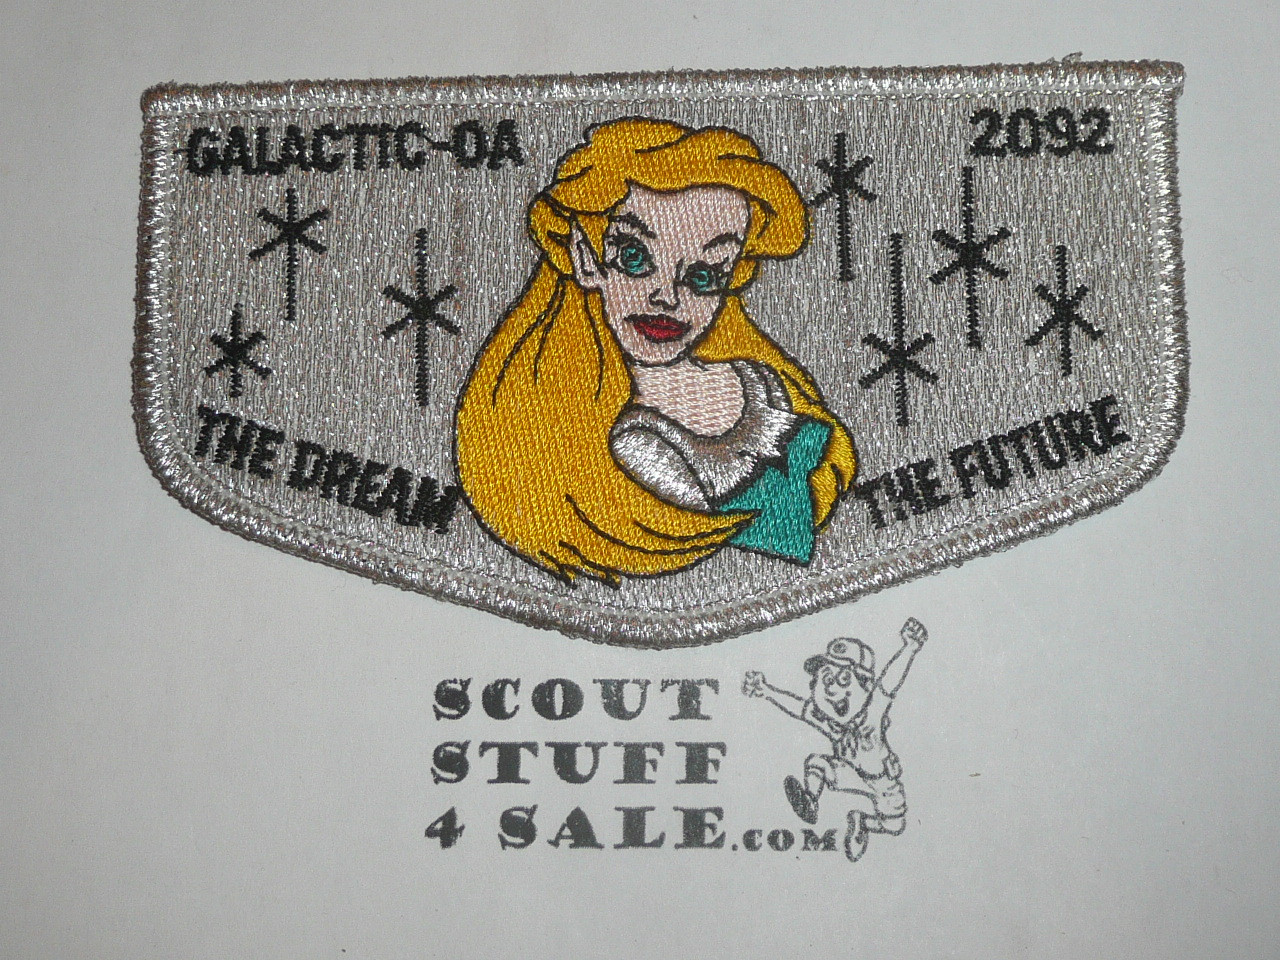 GALACTIC-OA 2092
THE DREAM THE FUTURE
SCOUT
STUFF
4 SALE.COM